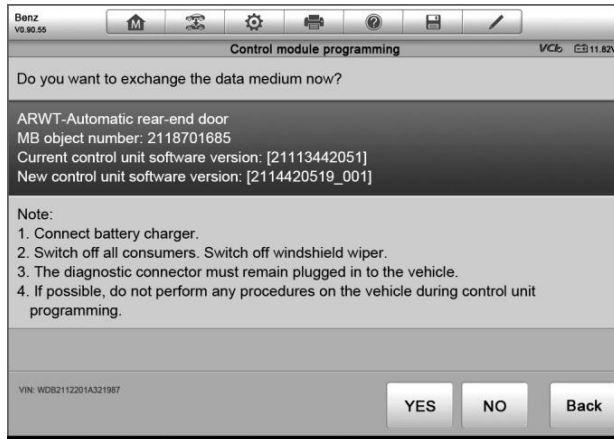 Benz
V0.90.55
M
Control module programming
VCI 11.82V
Do you want to exchange the data medium now?
ARWT-Automatic rear-end door
MB object number: 2118701685
Current control unit software version: [21113442051]
New control unit software version: [2114420519_001]
Note:
1. Connect battery charger.
2. Switch off all consumers. Switch off windshield wiper.
3. The diagnostic connector must remain plugged in to the vehicle.
4. If possible, do not perform any procedures on the vehicle during control unit
programming.
VIN: WDB2112201A321987
YES
NO
Back